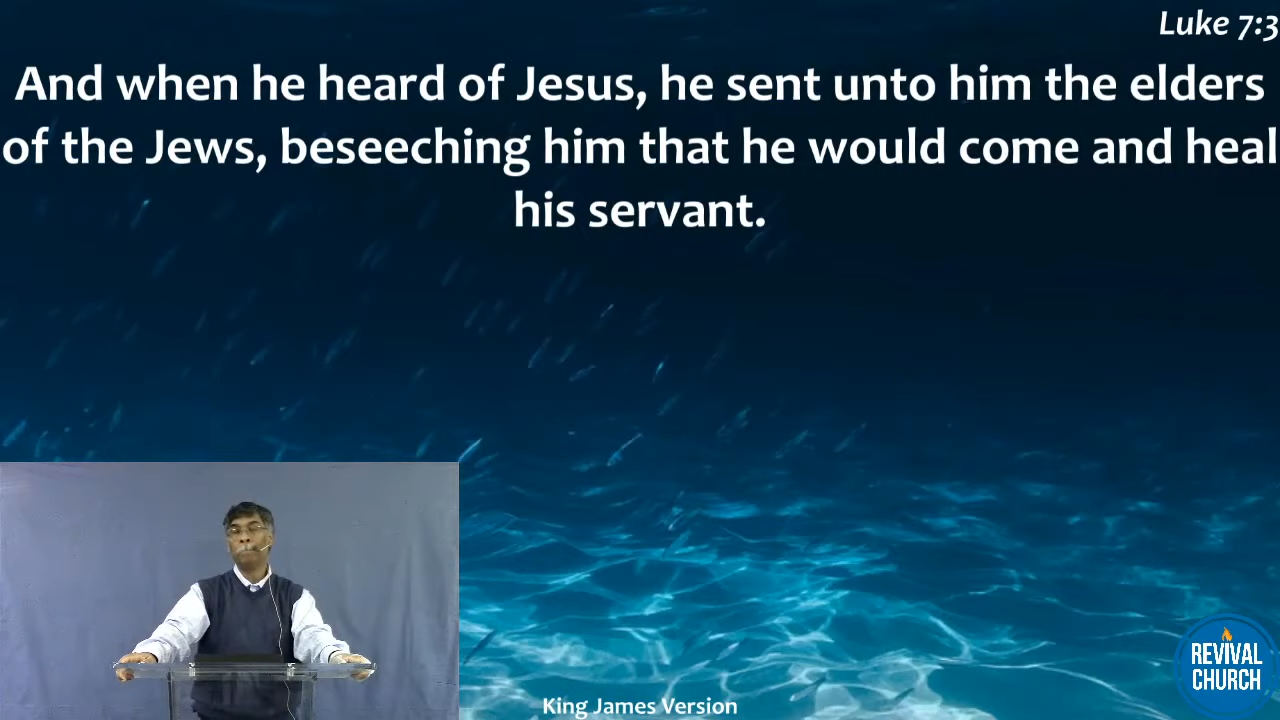 Luke 7:3
And when he heard of Jesus, he sent unto him the elders
of the Jews, beseeching him that he would come and heal
his servant.
REVIVAL
CHURCH
King James Version